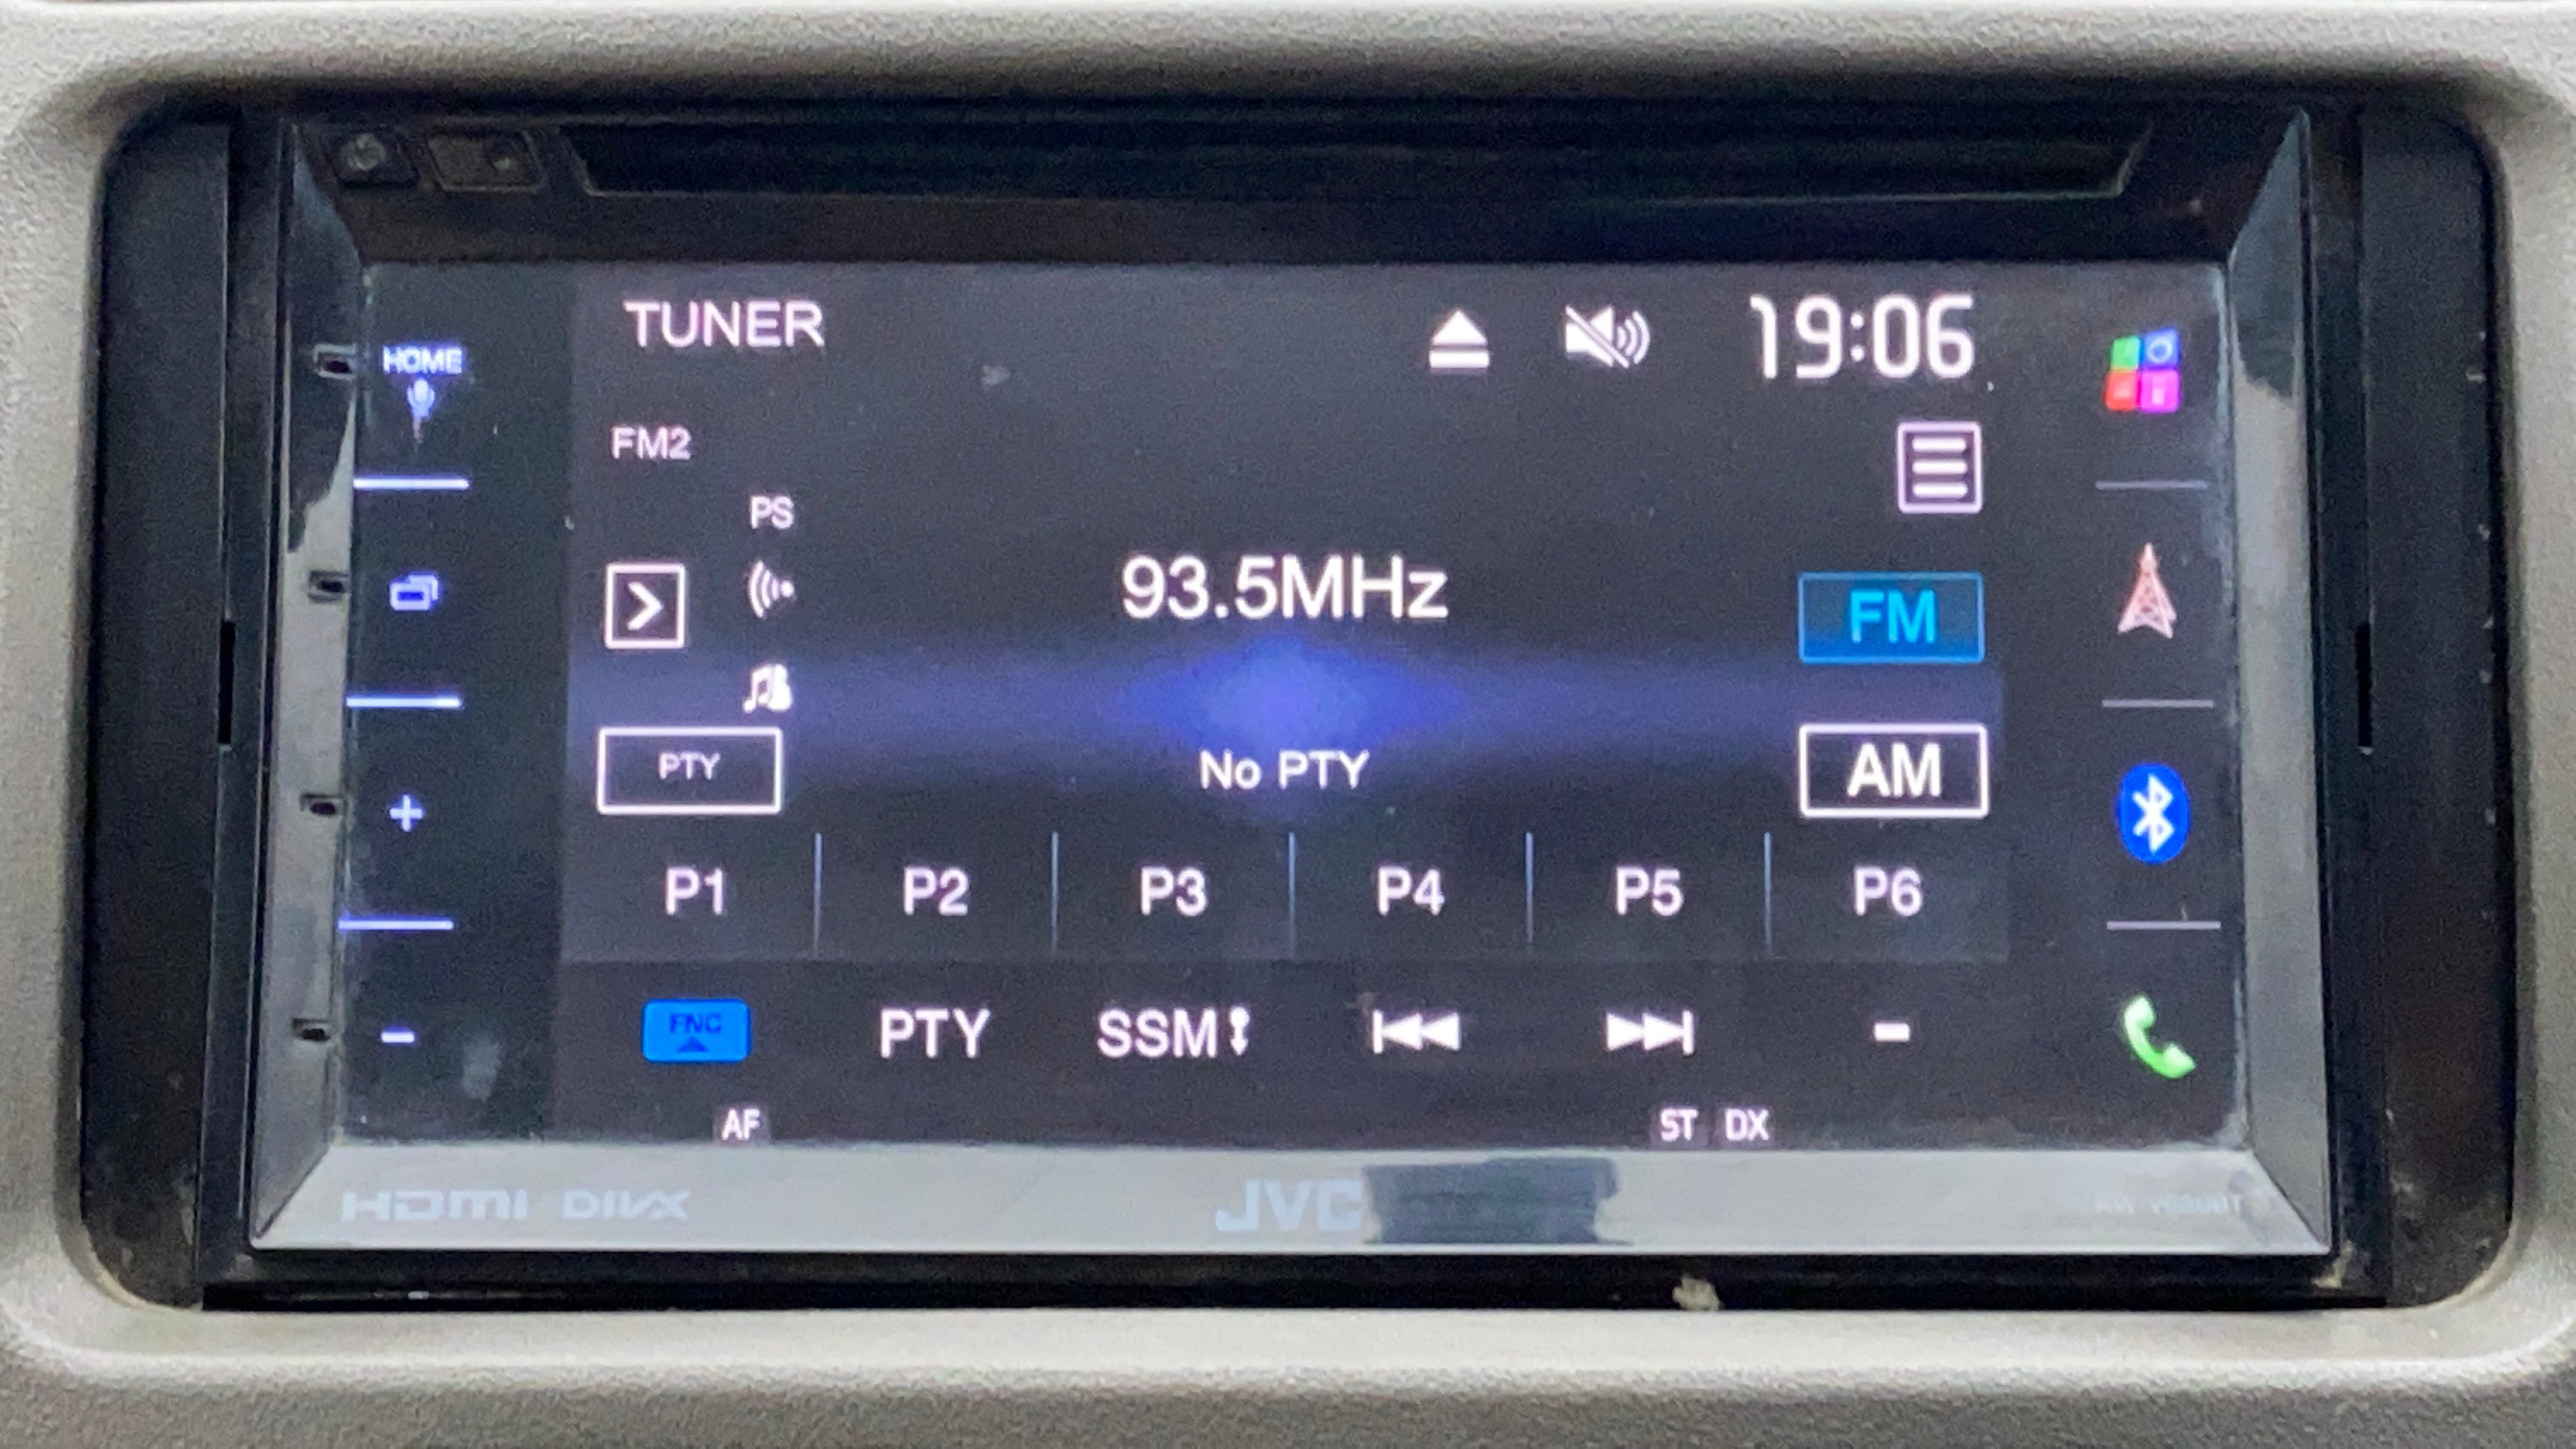 TUNER 19:06
HOME
FM2
PS
93.5MHz
FM
PTY No PTY AM
P1 P2 P3 P4 P5 P6
FNC PTY SSM
AF ST DX
HDMI DIVX JVC